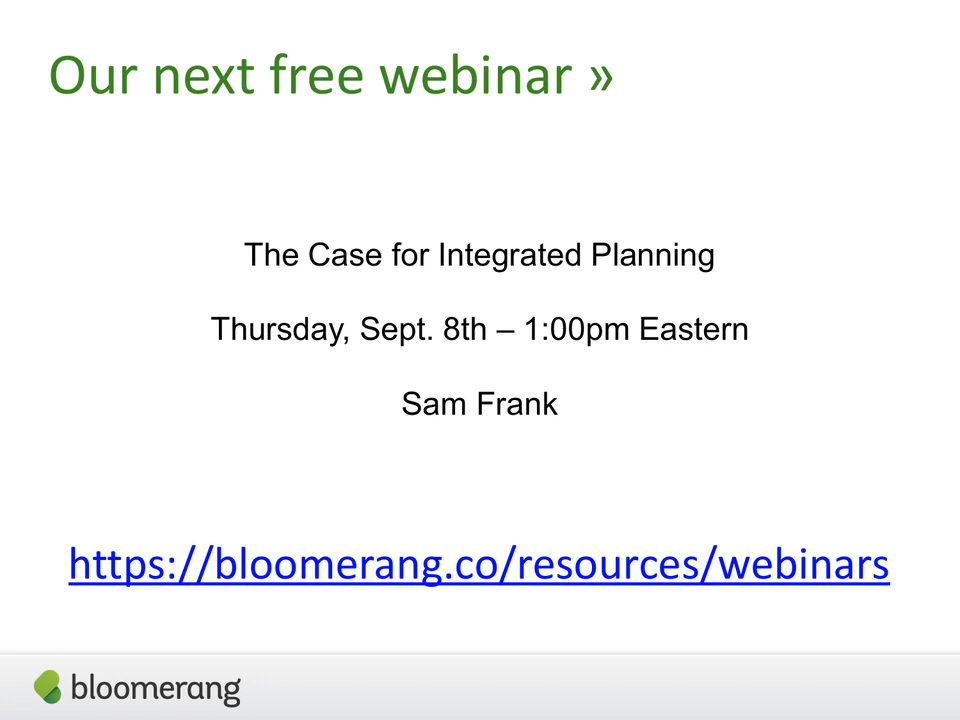 Our next free webinar »
The Case for Integrated Planning
Thursday, Sept. 8th – 1:00pm Eastern
Sam Frank
https://bloomerang.co/resources/webinars
bloomerang